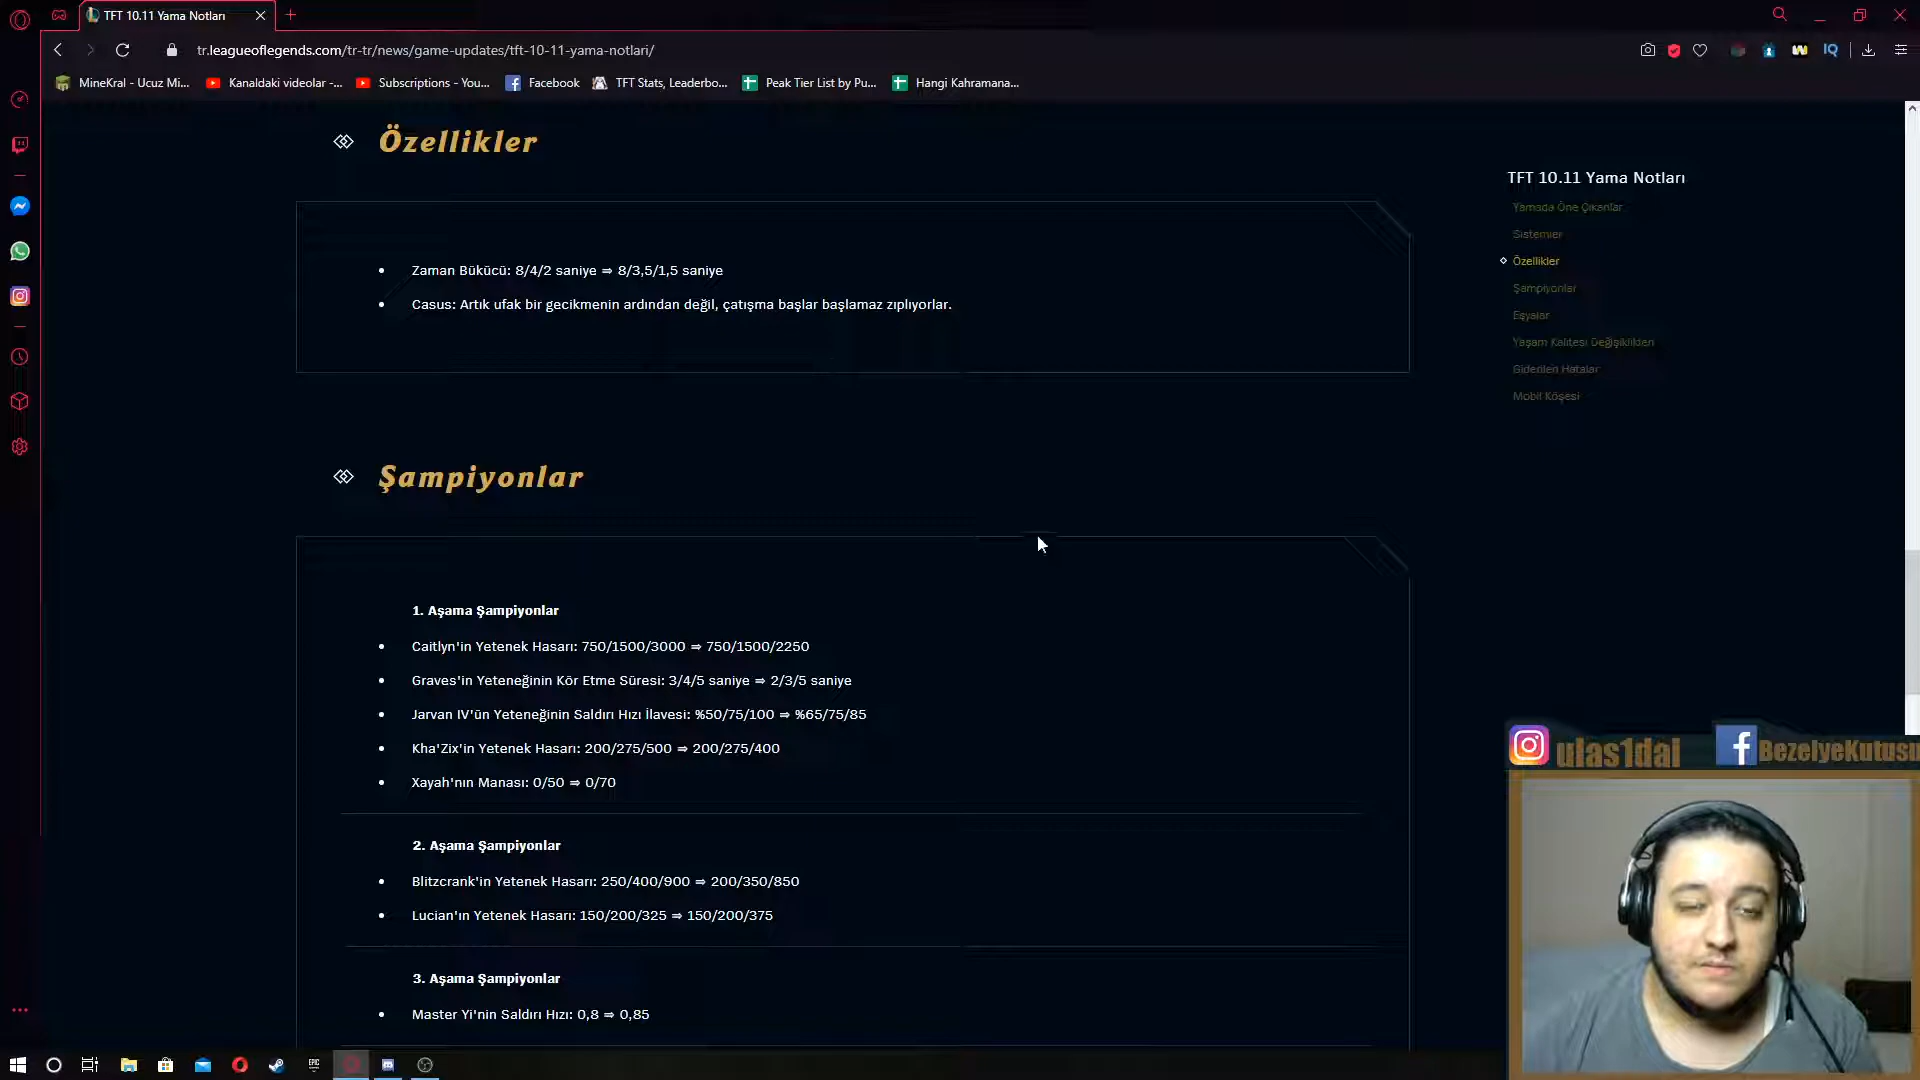 TFT 10.11 Yama Notları
tr.leagueoflegends.com/tr-tr/news/game-updates/tft-10-11-yama-notlari/
MineKral - Ucuz Mi...
Kanaldaki videolar -...
Subscriptions - You...
Facebook
TFT Stats, Leaderbo...
Peak Tier List by Pu...
Hangi Kahramana...
Özellikler
Zaman Bükücü: 8/4/2 saniye ⇒ 8/3,5/1,5 saniye
Casus: Artık ufak bir gecikmenin ardından değil, çatışma başlar başlamaz zıplıyorlar.
TFT 10.11 Yama Notları
Yamada Öne Çıkanlar
Sistemler
Özellikler
Şampiyonlar
Eşyalar
Yaşam Kalitesi Değişiklikleri
Giderilen Hatalar
Mobil Köşesi
Şampiyonlar
1. Aşama Şampiyonlar
Caitlyn'in Yetenek Hasarı: 750/1500/3000 ⇒ 750/1500/2250
Graves'in Yeteneğinin Kör Etme Süresi: 3/4/5 saniye ⇒ 2/3/5 saniye
Jarvan IV'ün Yeteneğinin Saldırı Hızı İlavesi: %50/75/100 ⇒ %65/75/85
Kha'Zix'in Yetenek Hasarı: 200/275/500 ⇒ 200/275/400
Xayah'nın Manası: 0/50 ⇒ 0/70
2. Aşama Şampiyonlar
Blitzcrank'in Yetenek Hasarı: 250/400/900 ⇒ 200/350/850
Lucian'ın Yetenek Hasarı: 150/200/325 ⇒ 150/200/375
3. Aşama Şampiyonlar
Master Yi'nin Saldırı Hızı: 0,8 ⇒ 0,85
ulas1dal
BezelyeKutusu
IQ
EPIC